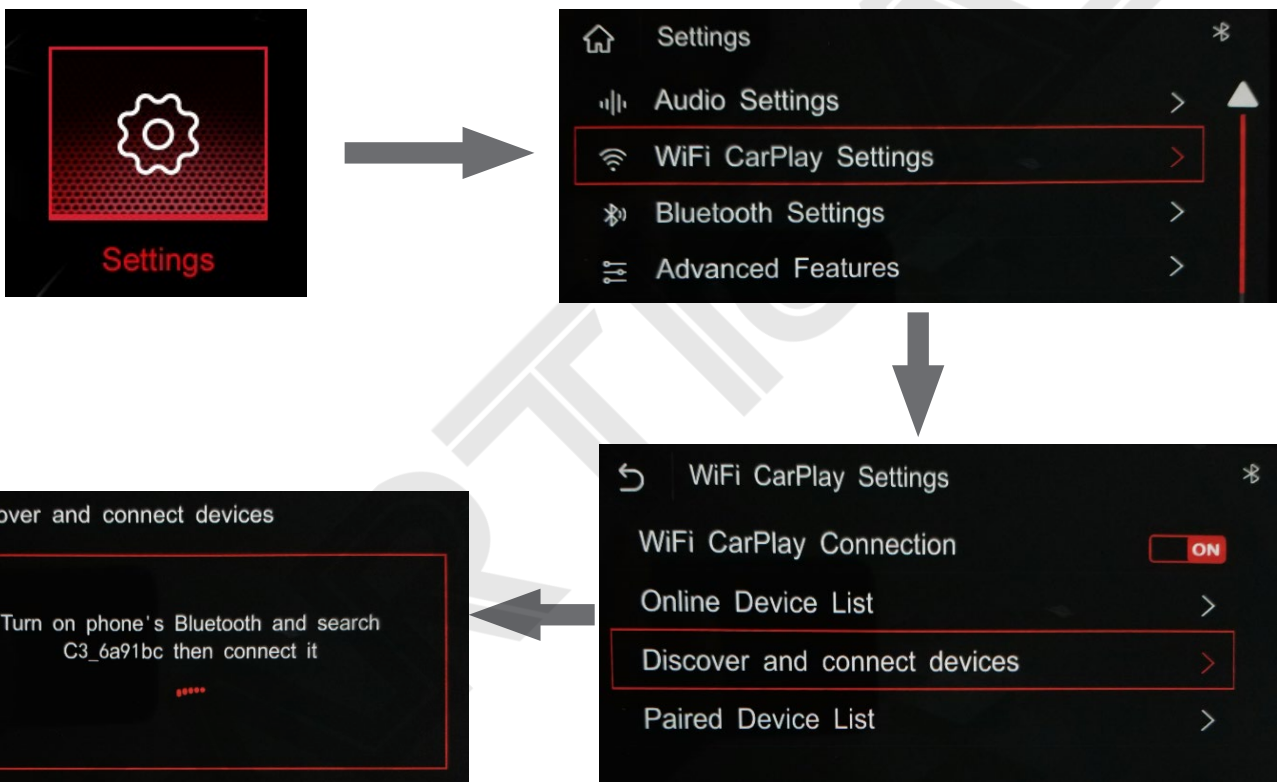 Settings
Settings
Audio Settings
WiFi CarPlay Settings
Bluetooth Settings
Advanced Features
WiFi CarPlay Settings
WiFi CarPlay Connection
ON
Online Device List
Discover and connect devices
Paired Device List
over and connect devices
Turn on phone's Bluetooth and search
C3_6a91bc then connect it